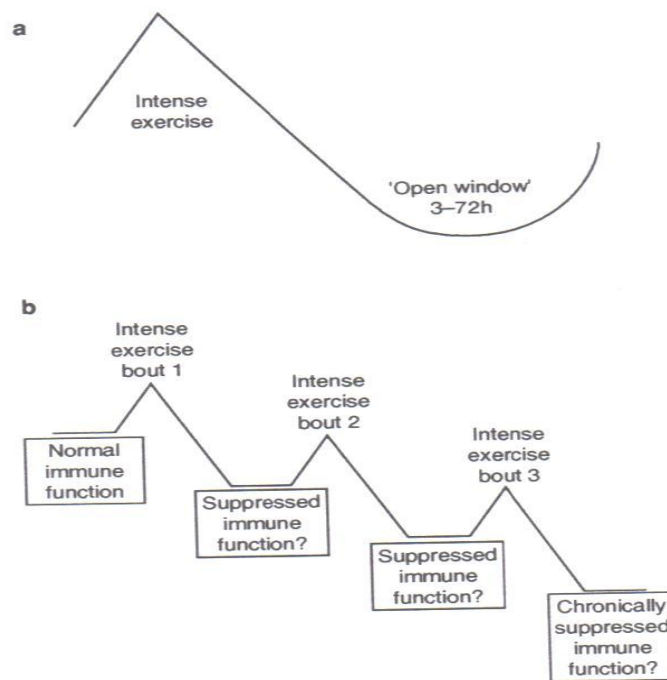 a
Intense
exercise
'Open window'
3–72h
b
Intense
exercise
bout 1
Intense
exercise
bout 2
Intense
exercise
bout 3
Normal
immune
function
Suppressed
immune
function?
Suppressed
immune
function?
Chronically
suppressed
immune
function?